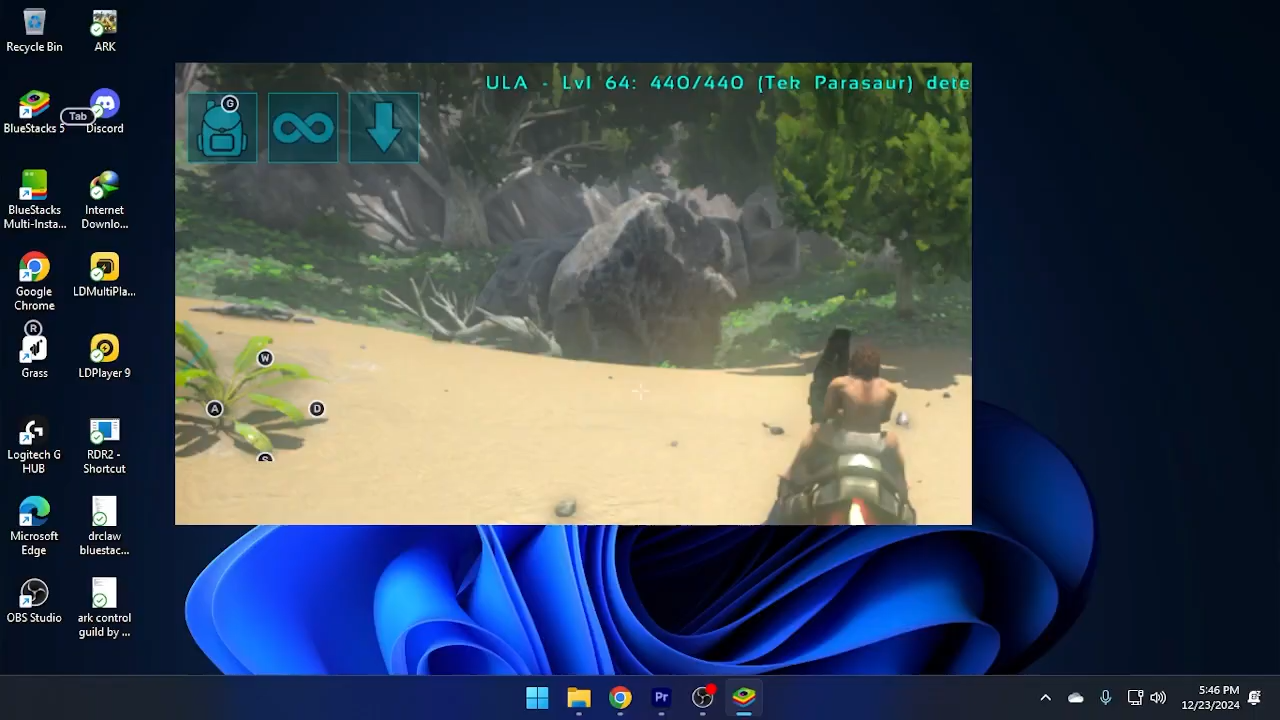 Recycle Bin
ARK
BlueStacks 5
Tab
Discord
BlueStacks
Multi-Insta...
Internet
Downlo...
Google
Chrome
LDMultiPla...
R
Grass
LDPlayer 9
Logitech G
HUB
RDR2 -
Shortcut
Microsoft
Edge
drclaw
bluestac...
OBS Studio
ark control
guild by ...
ULA - Lvl 64: 440/440 (Tek Parasaur) dete
G
W
A
D
S
Pr
5:46 PM
12/23/2024